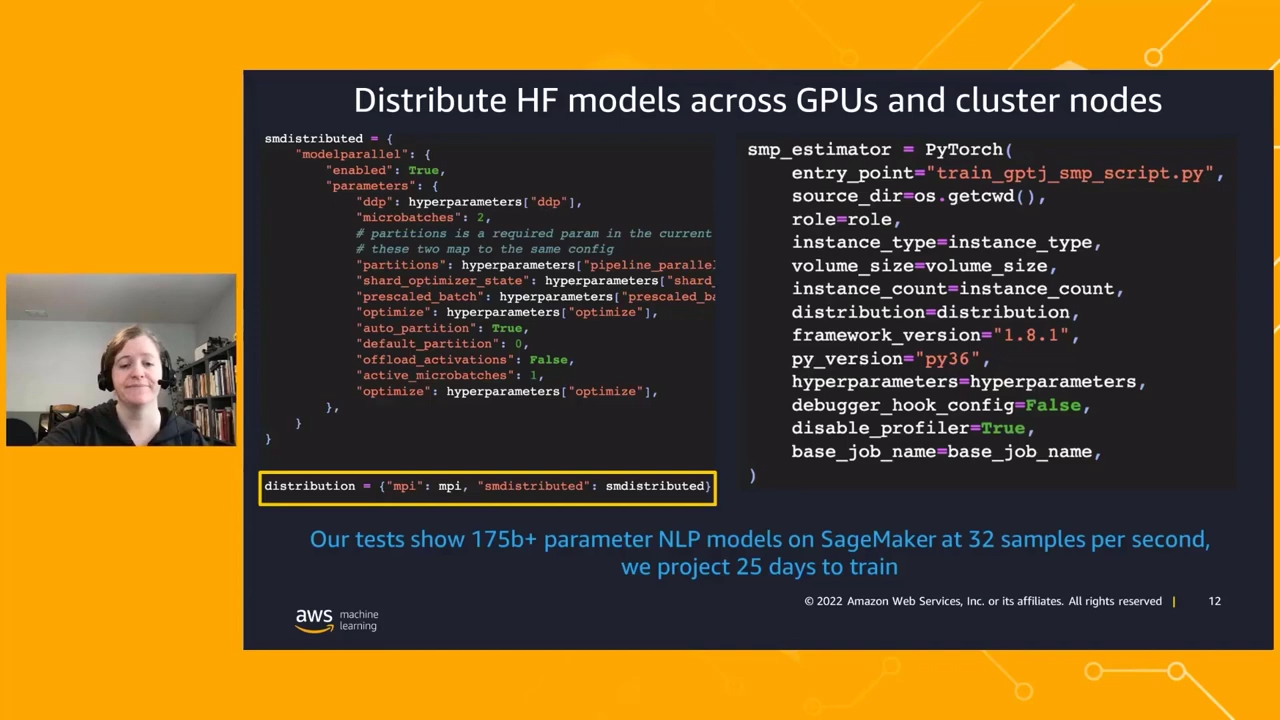 Distribute HF models across GPUs and cluster nodes
smdistributed = {
"modelparallel": {
"enabled": True,
"parameters": {
"ddp": hyperparameters["ddp"],
"microbatches": 2,
# partitions is a required param in the current
# these two map to the same config
"partitions": hyperparameters["pipeline_parallel
"shard_optimizer_state": hyperparameters["shard_
"prescaled_batch": hyperparameters["prescaled_ba
"optimize": hyperparameters["optimize"],
"auto_partition": True,
"default_partition": 0,
"offload_activations": False,
"active_microbatches": 1,
"optimize": hyperparameters["optimize"],
},
}
}
distribution = {"mpi": mpi, "smdistributed": smdistributed}
smp_estimator = PyTorch(
entry_point="train_gptj_smp_script.py",
source_dir=os.getcwd(),
role=role,
instance_type=instance_type,
volume_size=volume_size,
instance_count=instance_count,
distribution=distribution,
framework_version="1.8.1",
py_version="py36",
hyperparameters=hyperparameters,
debugger_hook_config=False,
disable_profiler=True,
base_job_name=base_job_name,
)
Our tests show 175b+ parameter NLP models on SageMaker at 32 samples per second,
we project 25 days to train
© 2022 Amazon Web Services, Inc. or its affiliates. All rights reserved | 12
aws machine
learning